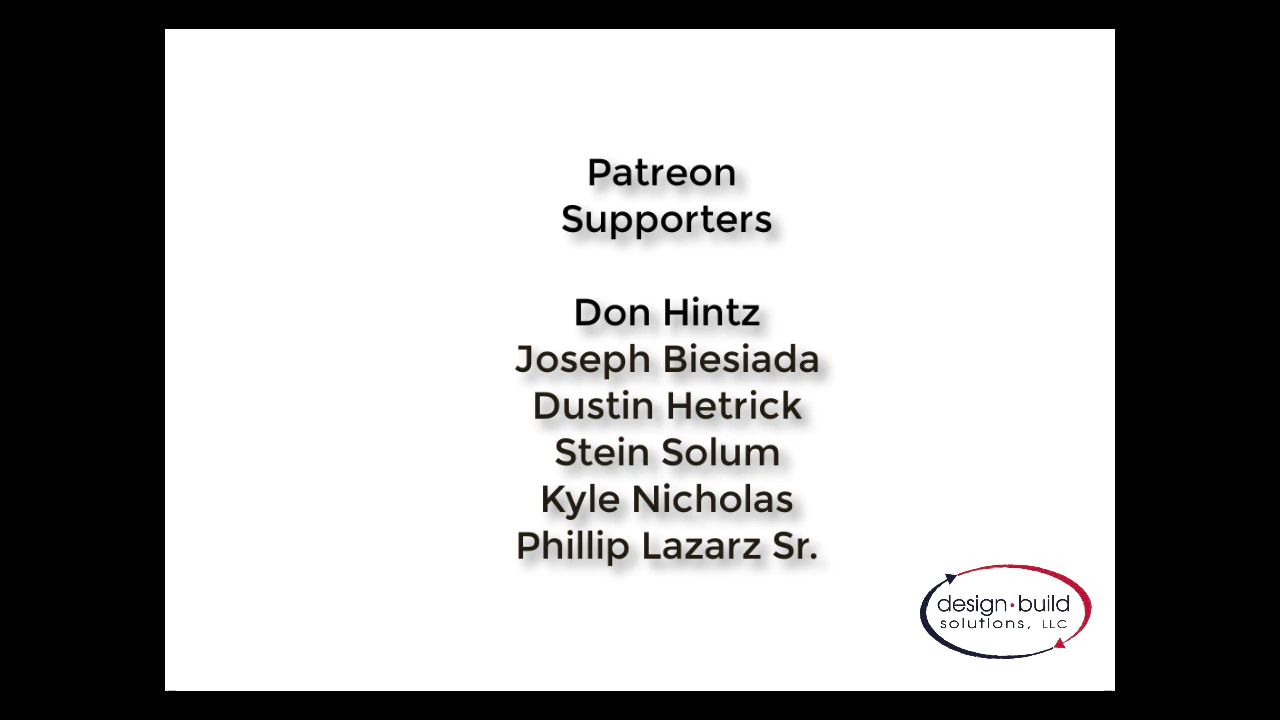 Patreon
Supporters
Don Hintz
Joseph Biesiada
Dustin Hetrick
Stein Solum
Kyle Nicholas
Phillip Lazarz Sr.
design·build
solutions, LLC